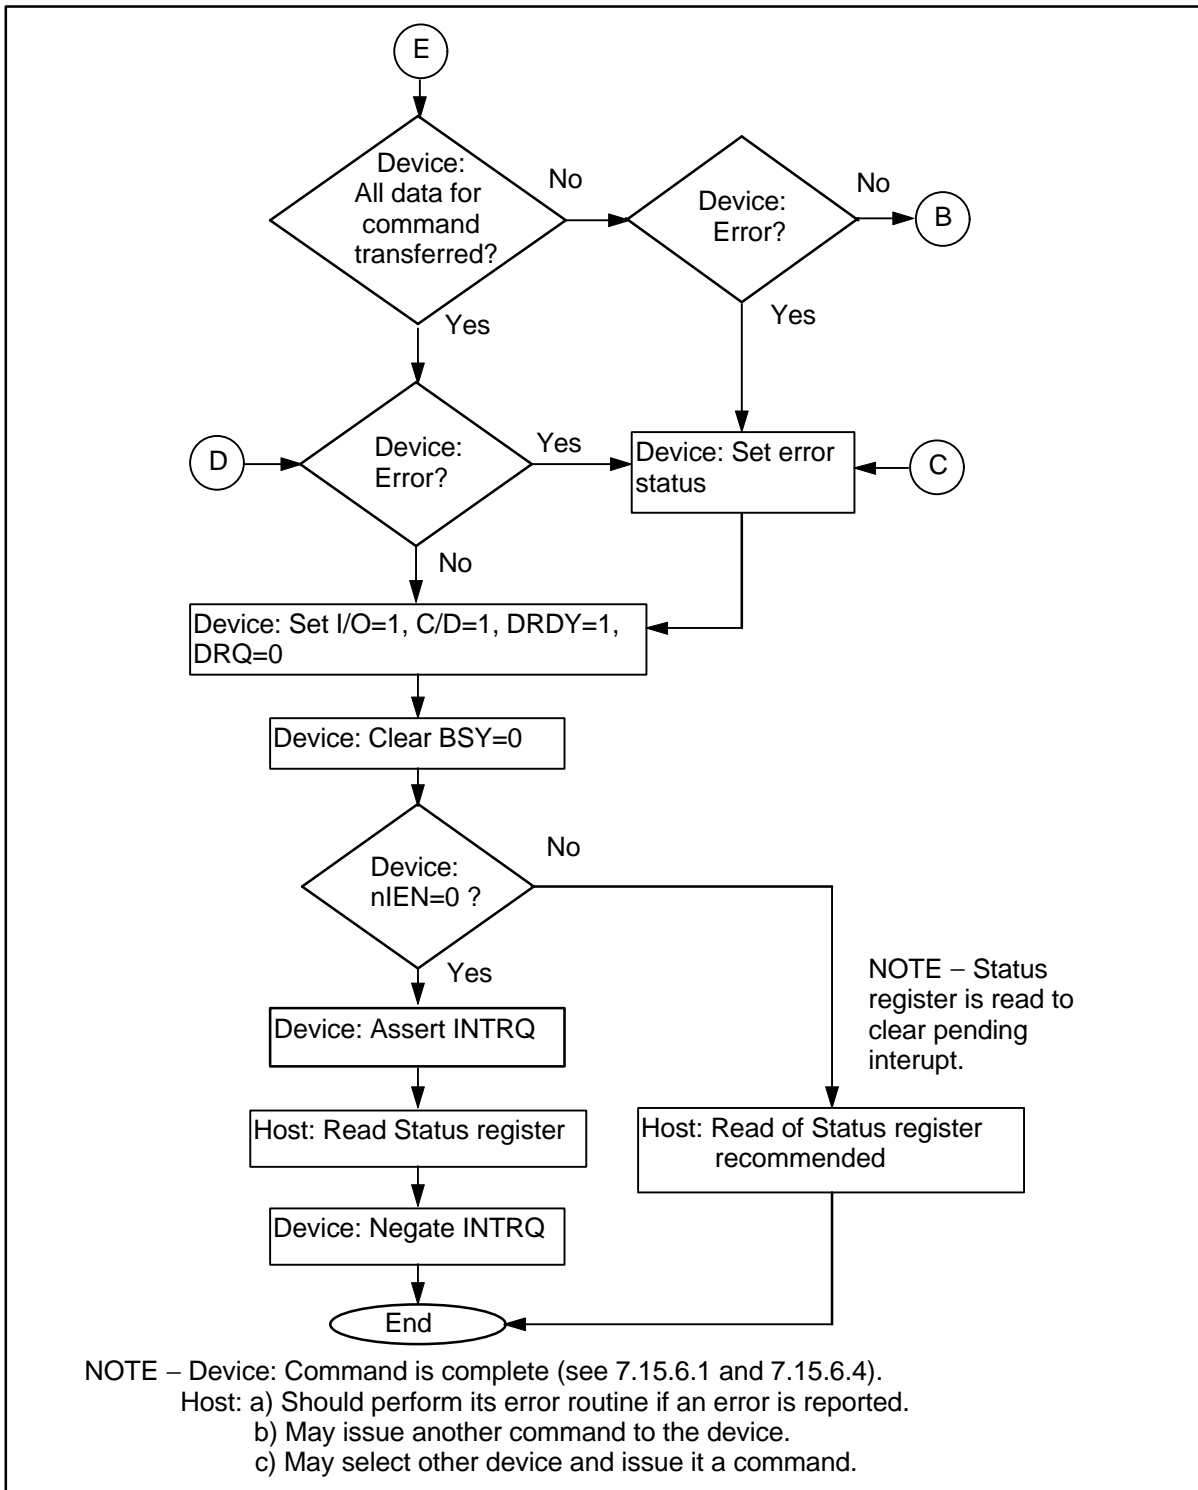 E
Device:
All data for
command
transferred?
No
Device:
Error?
No
B
Yes
Yes
D
Device:
Error?
Yes
Device: Set error
status
C
No
Device: Set I/O=1, C/D=1, DRDY=1,
DRQ=0
Device: Clear BSY=0
Device:
nIEN=0 ?
No
Yes
NOTE – Status
register is read to
clear pending
interupt.
Device: Assert INTRQ
Host: Read Status register
Host: Read of Status register
recommended
Device: Negate INTRQ
End
NOTE – Device: Command is complete (see 7.15.6.1 and 7.15.6.4).
Host: a) Should perform its error routine if an error is reported.
b) May issue another command to the device.
c) May select other device and issue it a command.